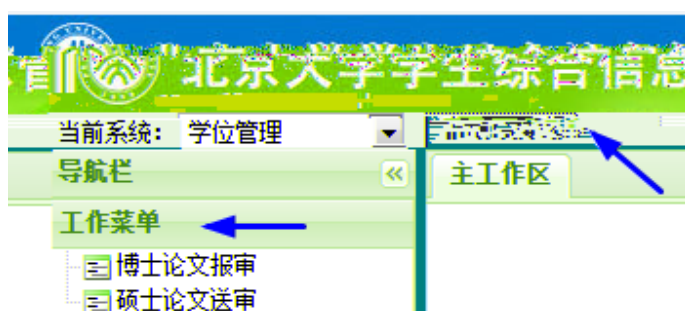 北京大学学生综合信息
当前系统： 学位管理
导航栏
主工作区
工作菜单
博士论文报审
硕士论文送审